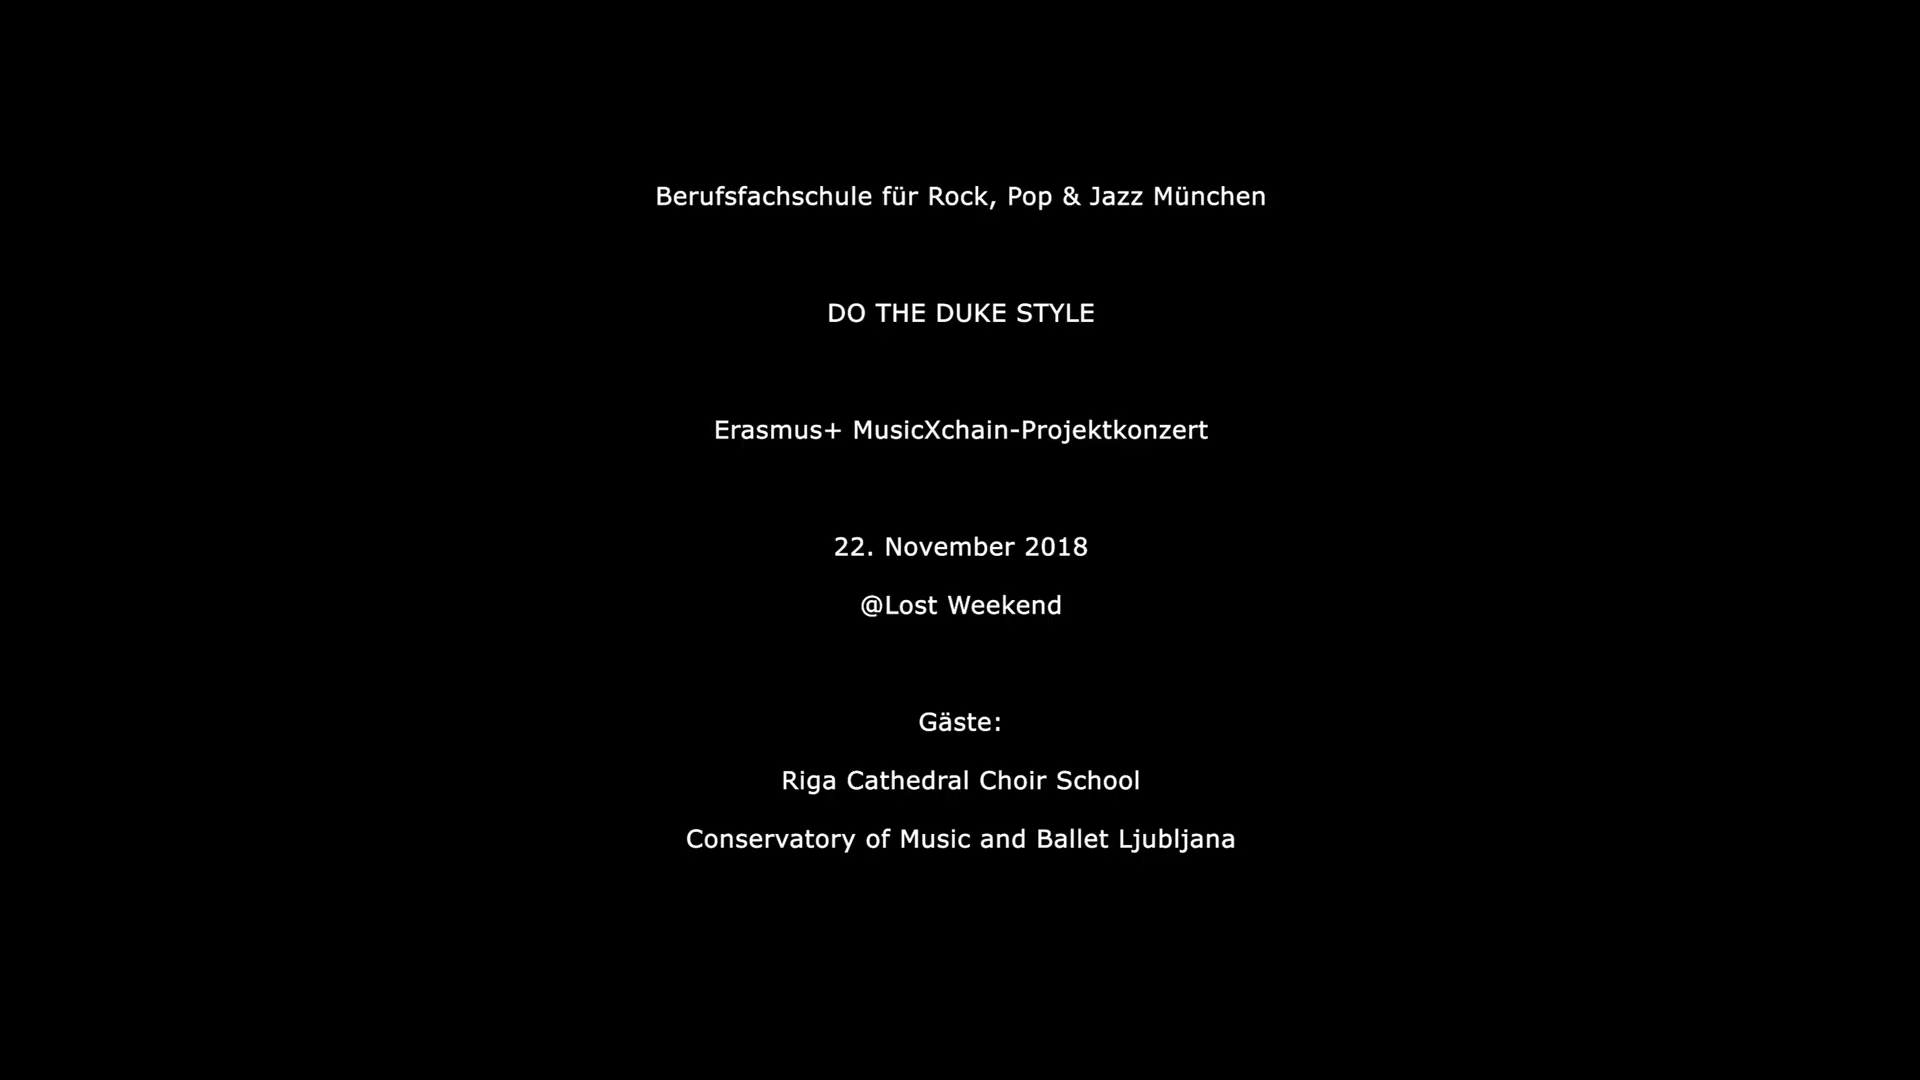 Berufsfachschule für Rock, Pop & Jazz München
DO THE DUKE STYLE
Erasmus+ MusicXchain-Projektkonzert
22. November 2018
@Lost Weekend
Gäste:
Riga Cathedral Choir School
Conservatory of Music and Ballet Ljubljana